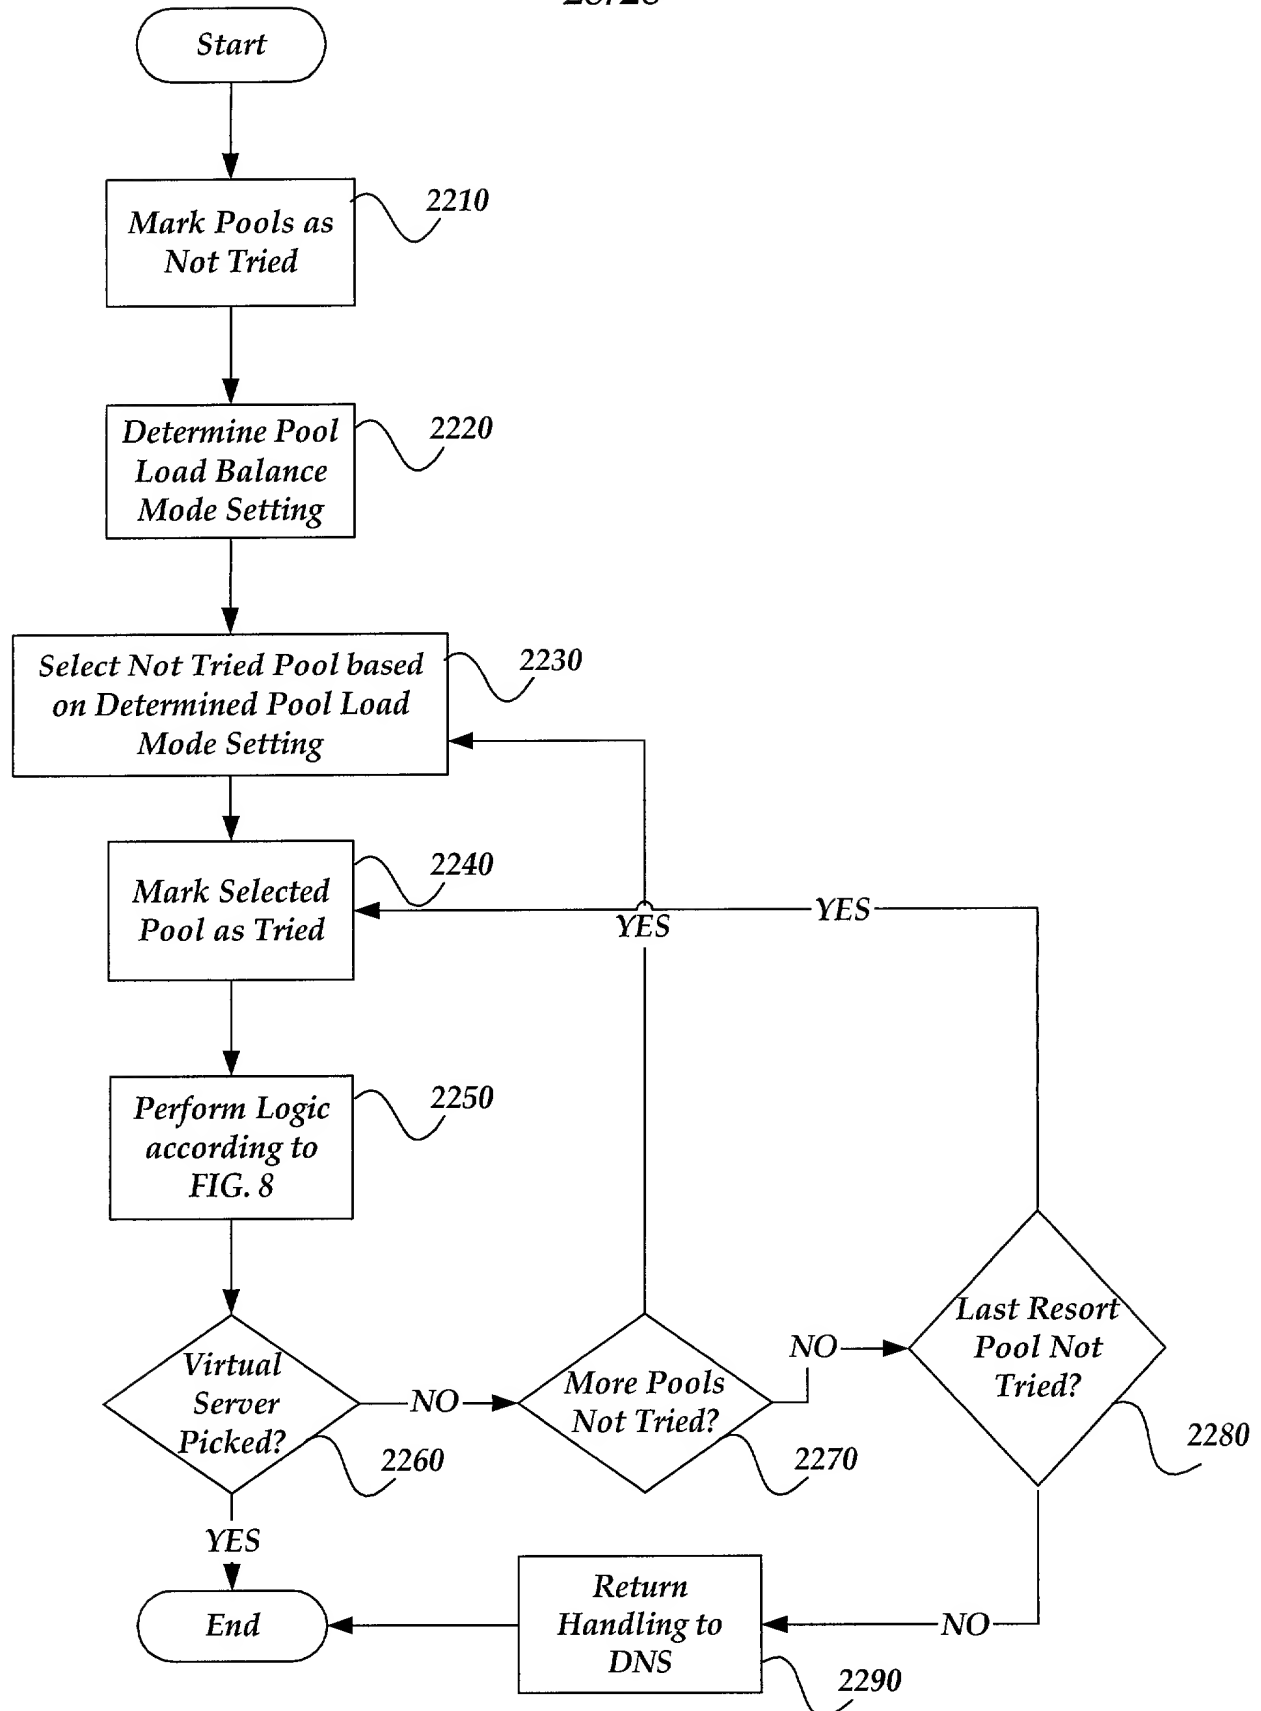 Start
Mark Pools as
Not Tried
2210
Determine Pool
Load Balance
Mode Setting
2220
Select Not Tried Pool based
on Determined Pool Load
Mode Setting
2230
Mark Selected
Pool as Tried
2240
YES
YES
Perform Logic
according to
FIG. 8
2250
Virtual
Server
Picked?
2260
NO
More Pools
Not Tried?
2270
NO
Last Resort
Pool Not
Tried?
2280
YES
End
Return
Handling to
DNS
2290
NO